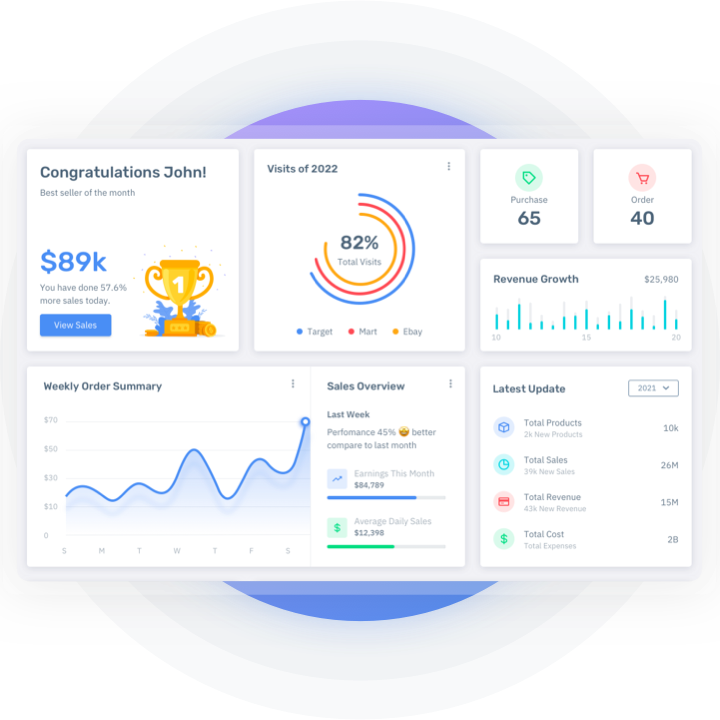 Congratulations John!
Best seller of the month
$89k
You have done 57.6%
more sales today.
View Sales
1
Visits of 2022
82%
Total Visits
Target
Mart
Ebay
Purchase
65
Order
40
Revenue Growth
$25,980
10
15
20
Weekly Order Summary
$70
$50
$30
$10
0
S
M
T
W
T
F
S
Sales Overview
Last Week
Perfomance 45% 🤩 better
compare to last month
Earnings This Month
$84,789
$
Average Daily Sales
$12,398
Latest Update
2021
Total Products
2k New Products
10k
Total Sales
39k New Sales
26M
Total Revenue
43k New Revenue
15M
$
Total Cost
Total Expenses
2B